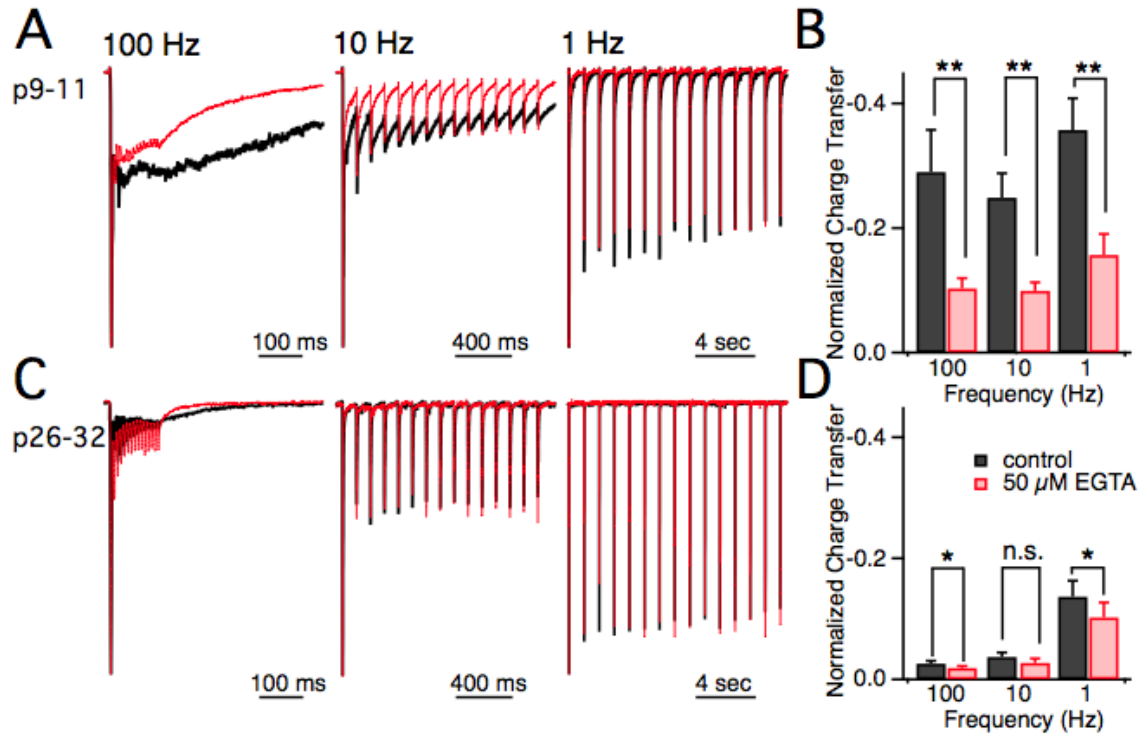 A
100 Hz
10 Hz
1 Hz
p9-11
100 ms
400 ms
4 sec
B
** ** **
Normalized Charge Transfer
-0.4
-0.2
0.0
100 10 1
Frequency (Hz)
C
p26-32
100 ms
400 ms
4 sec
D
Normalized Charge Transfer
-0.4
-0.2
0.0
control
50 µM EGTA
* n.s. *
100 10 1
Frequency (Hz)